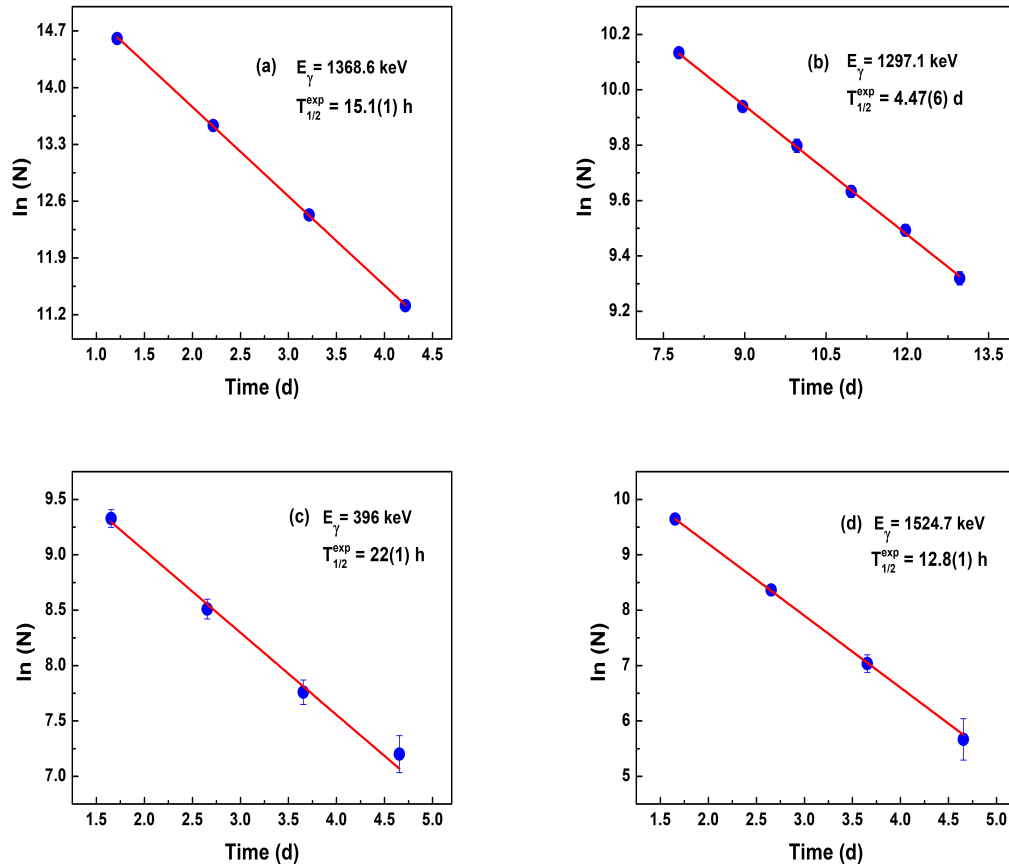 14.7
14.0
13.3
12.6
11.9
11.2
ln (N)
(a) Eγ = 1368.6 keV
T1/2exp = 15.1(1) h
1.0 1.5 2.0 2.5 3.0 3.5 4.0 4.5
Time (d)
10.2
10.0
9.8
9.6
9.4
9.2
ln (N)
(b) Eγ = 1297.1 keV
T1/2exp = 4.47(6) d
7.5 9.0 10.5 12.0 13.5
Time (d)
9.5
9.0
8.5
8.0
7.5
7.0
ln (N)
(c) Eγ = 396 keV
T1/2exp = 22(1) h
1.5 2.0 2.5 3.0 3.5 4.0 4.5 5.0
Time (d)
10
9
8
7
6
5
ln (N)
(d) Eγ = 1524.7 keV
T1/2exp = 12.8(1) h
1.5 2.0 2.5 3.0 3.5 4.0 4.5 5.0
Time (d)